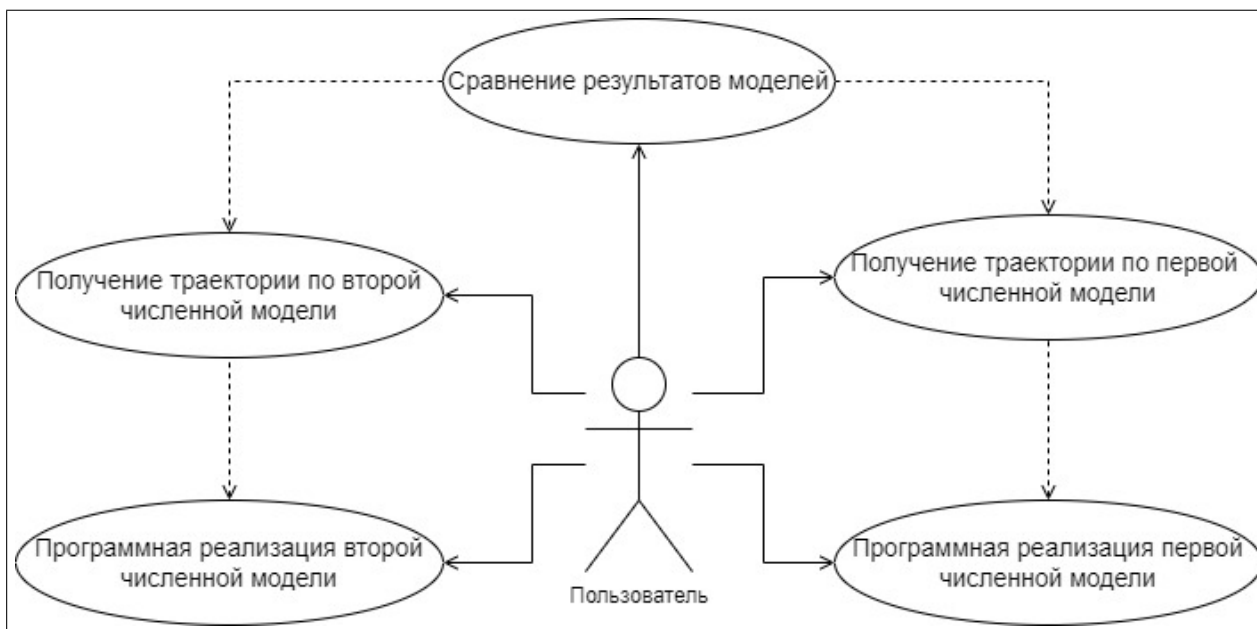 Сравнение результатов моделей
Получение траектории по второй
численной модели
Получение траектории по первой
численной модели
Программная реализация второй
численной модели
Программная реализация первой
численной модели
Пользователь